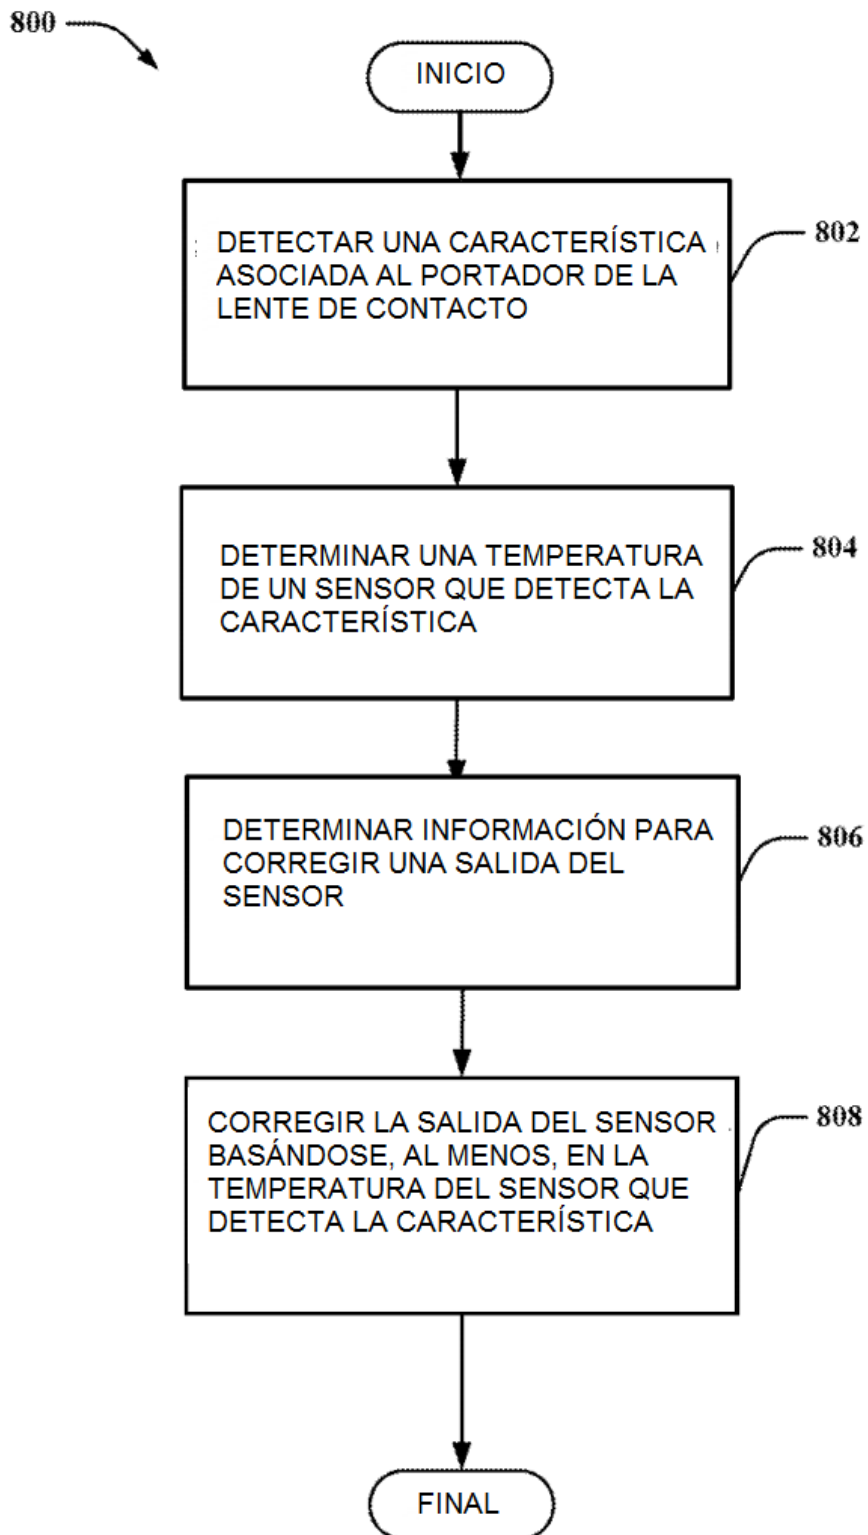 800
INICIO
DETECTAR UNA CARACTERÍSTICA
ASOCIADA AL PORTADOR DE LA
LENTE DE CONTACTO
802
DETERMINAR UNA TEMPERATURA
DE UN SENSOR QUE DETECTA LA
CARACTERÍSTICA
804
DETERMINAR INFORMACIÓN PARA
CORREGIR UNA SALIDA DEL
SENSOR
806
CORREGIR LA SALIDA DEL SENSOR
BASÁNDOSE, AL MENOS, EN LA
TEMPERATURA DEL SENSOR QUE
DETECTA LA CARACTERÍSTICA
808
FINAL